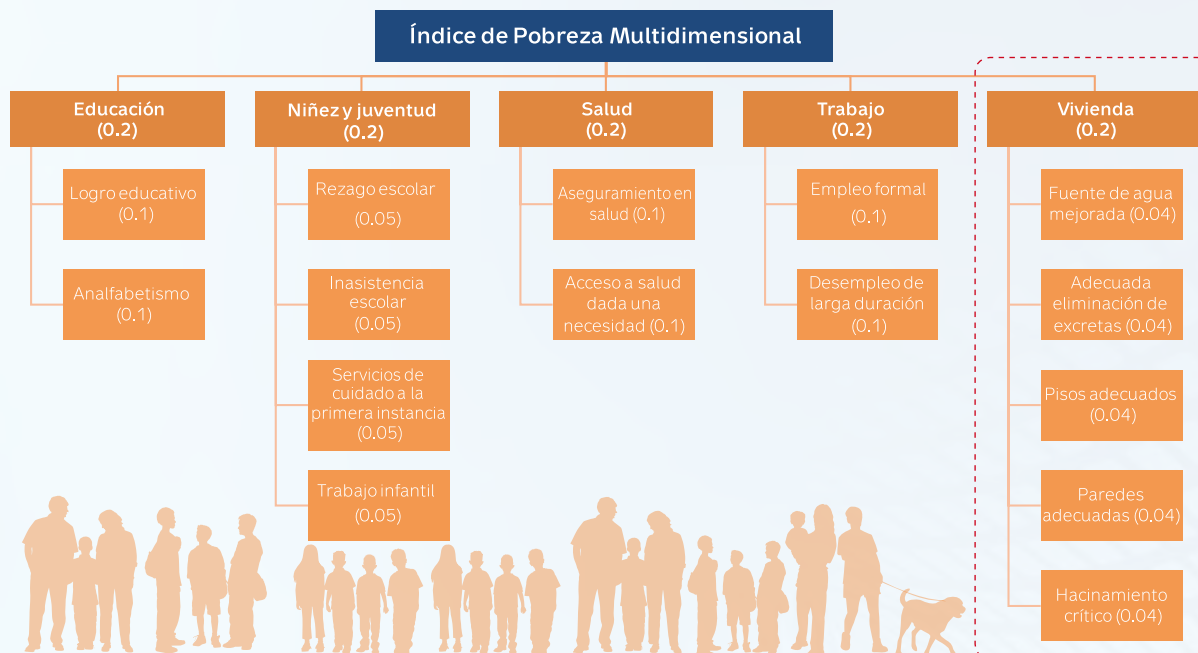 Índice de Pobreza Multidimensional
Educación
(0.2)
Logro educativo
(0.1)
Analfabetismo
(0.1)
Niñez y juventud
(0.2)
Rezago escolar
(0.05)
Inasistencia
escolar
(0.05)
Servicios de
cuidado a la
primera instancia
(0.05)
Trabajo infantil
(0.05)
Salud
(0.2)
Aseguramiento en
salud (0.1)
Acceso a salud
dada una
necesidad (0.1)
Trabajo
(0.2)
Empleo formal
(0.1)
Desempleo de
larga duración
(0.1)
Vivienda
(0.2)
Fuente de agua
mejorada (0.04)
Adecuada
eliminación de
excretas (0.04)
Pisos adecuados
(0.04)
Paredes
adecuadas (0.04)
Hacinamiento
crítico (0.04)